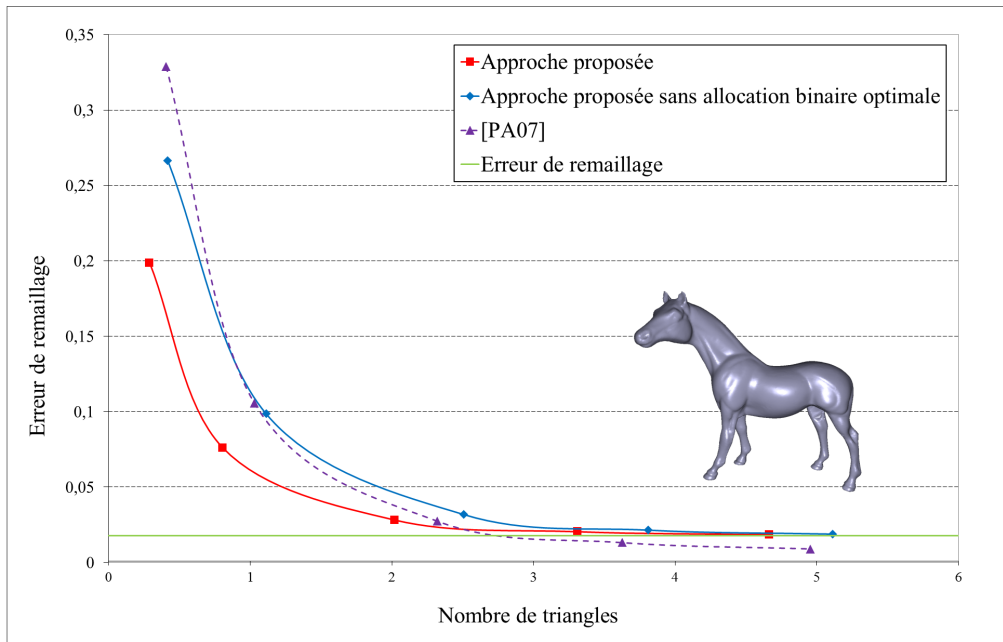 0,35
0,3
0,25
0,2
0,15
0,1
0,05
0
0 1 2 3 4 5 6
Erreur de remaillage
Nombre de triangles
Approche proposée
Approche proposée sans allocation binaire optimale
[PA07]
Erreur de remaillage